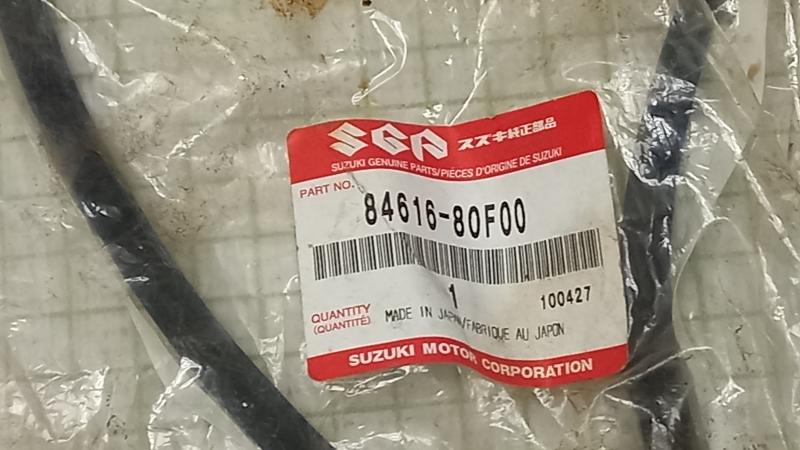 SGP スズキ純正部品
SUZUKI GENUINE PARTS/PIÈCES D'ORIGINE DE SUZUKI
PART NO.
84616-80F00
1
100427
QUANTITY
(QUANTITÉ)
MADE IN JAPAN/FABRIQUE AU JAPON
SUZUKI MOTOR CORPORATION